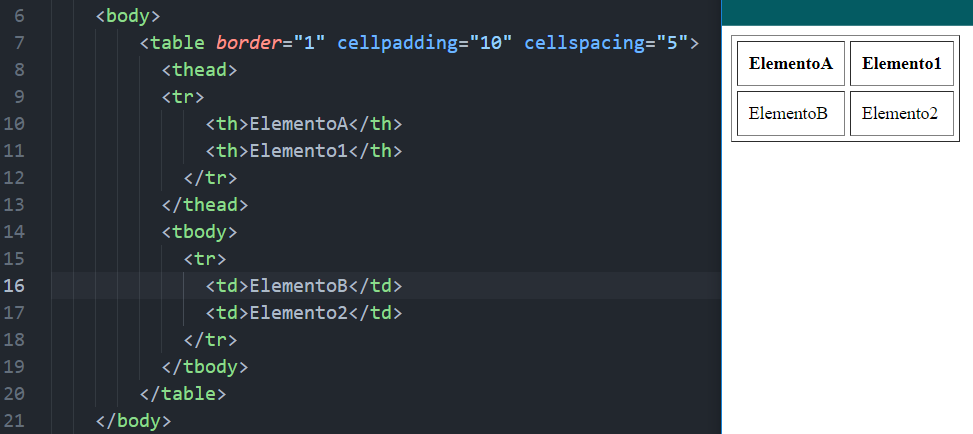 6 <body>
7 <table border="1" cellpadding="10" cellspacing="5">
8 <thead>
9 <tr>
10 <th>ElementoA</th>
11 <th>Elemento1</th>
12 </tr>
13 </thead>
14 <tbody>
15 <tr>
16 <td>ElementoB</td>
17 <td>Elemento2</td>
18 </tr>
19 </tbody>
20 </table>
21 </body>
ElementoA Elemento1
ElementoB Elemento2